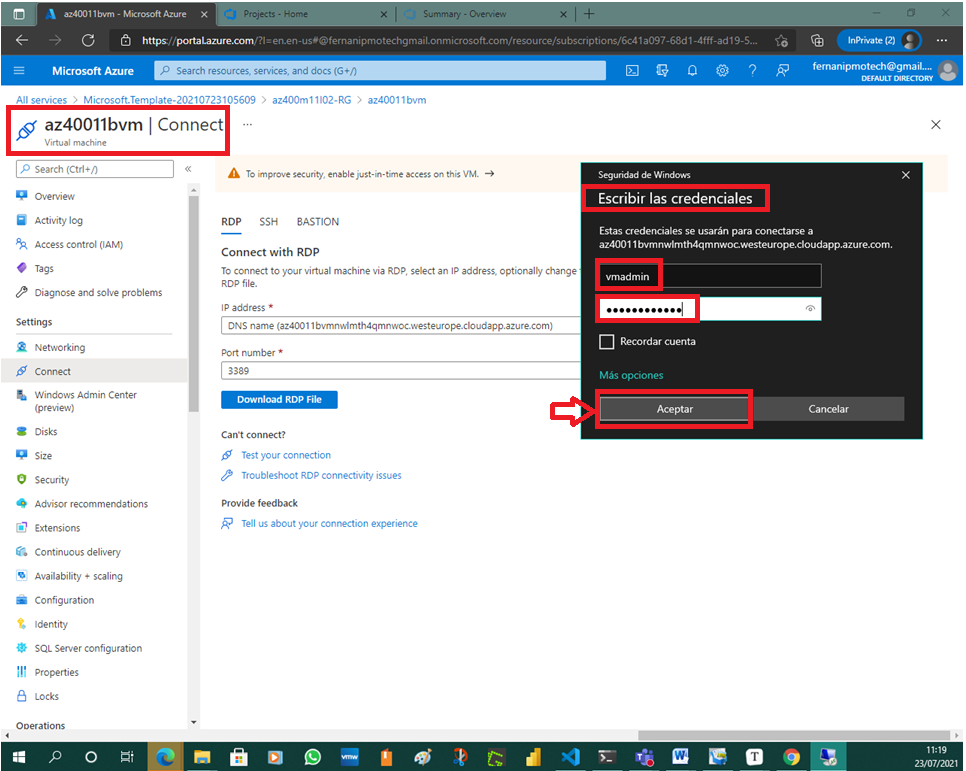 az40011bvm - Microsoft Azure
Projects - Home
Summary - Overview
https://portal.azure.com/?l=en.en-us#@fernanipmotechgmail.onmicrosoft.com/resource/subscriptions/6c41a097-68d1-4fff-ad19-5...
InPrivate (2)
Microsoft Azure
Search resources, services, and docs (G+/)
fernanipmotech@gmail....
DEFAULT DIRECTORY
All services > Microsoft.Template-20210723105609 > az400m11l02-RG > az40011bvm
az40011bvm | Connect ...
Virtual machine
Search (Ctrl+/)
Overview
Activity log
Access control (IAM)
Tags
Diagnose and solve problems
Settings
Networking
Connect
Windows Admin Center
(preview)
Disks
Size
Security
Advisor recommendations
Extensions
Continuous delivery
Availability + scaling
Configuration
Identity
SQL Server configuration
Properties
Locks
Operations
To improve security, enable just-in-time access on this VM. →
RDP SSH BASTION
Connect with RDP
To connect to your virtual machine via RDP, select an IP address, optionally change
RDP file.
IP address *
DNS name (az40011bvmnwlmth4qmnwoc.westeurope.cloudapp.azure.com)
Port number *
3389
Download RDP File
Can't connect?
Test your connection
Troubleshoot RDP connectivity issues
Provide feedback
Tell us about your connection experience
Seguridad de Windows
Escribir las credenciales
Estas credenciales se usarán para conectarse a
az40011bvmnwlmth4qmnwoc.westeurope.cloudapp.azure.com.
vmadmin
●●●●●●●●●●●●
Recordar cuenta
Más opciones
Aceptar
Cancelar
vmw
11:19
23/07/2021